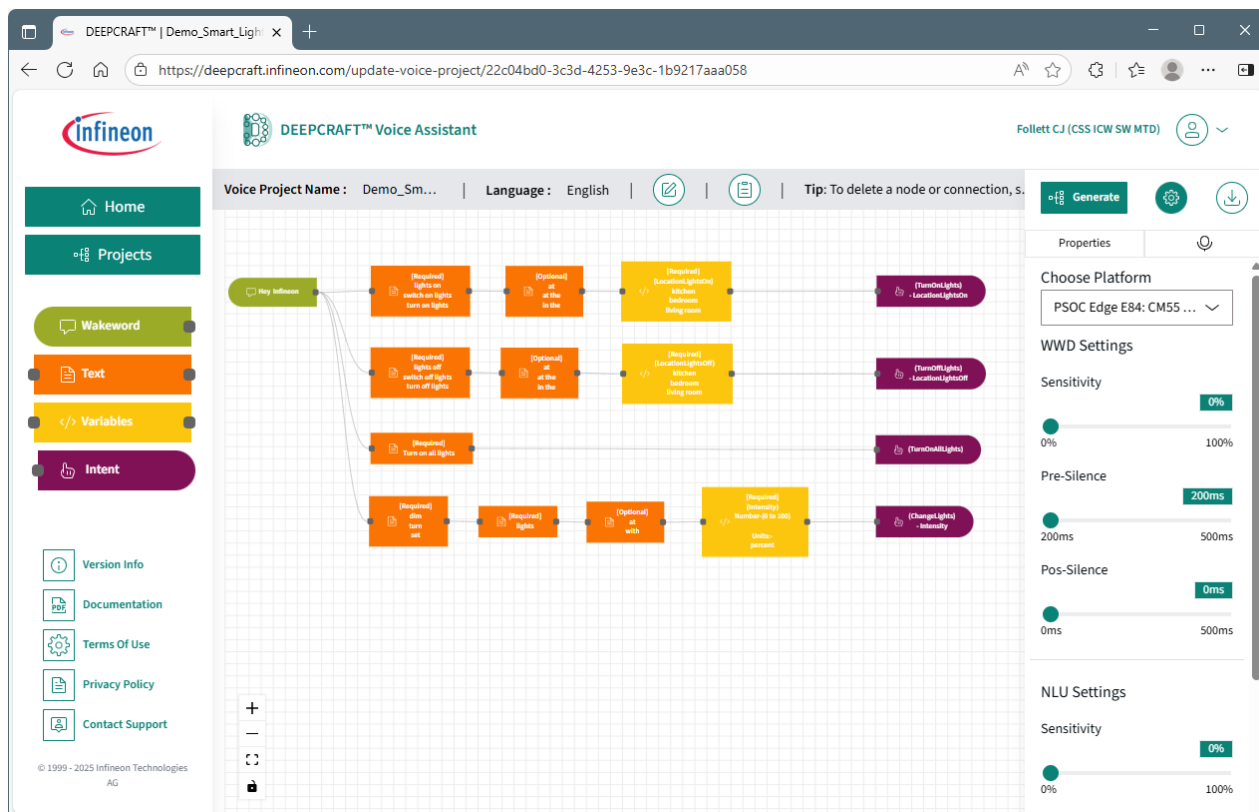 DEEPCRAFT™ | Demo_Smart_Ligh
https://deepcraft.infineon.com/update-voice-project/22c04bd0-3c3d-4253-9e3c-1b9217aaa058
infineon
DEEPCRAFT™ Voice Assistant
Follett CJ (CSS ICW SW MTD)
Home
Projects
Wakeword
Text
Variables
Intent
Version Info
Documentation
Terms Of Use
Privacy Policy
Contact Support
© 1999 - 2025 Infineon Technologies
AG
Voice Project Name : Demo_Sm... | Language : English | | Tip: To delete a node or connection, s...
Hey Infineon
[Required]
lights on
switch on lights
turn on lights
[Optional]
at
at the
in the
[Required]
(LocationLightsOn)
kitchen
bedroom
living room
(TurnOnLights)
- LocationLightsOn
[Required]
lights off
switch off lights
turn off lights
[Optional]
at
at the
in the
[Required]
(LocationLightsOff)
kitchen
bedroom
living room
(TurnOffLights)
- LocationLightsOff
[Required]
Turn on all lights
(TurnOnAllLights)
[Required]
dim
turn
set
[Required]
lights
[Optional]
at
with
[Required]
(Intensity)
Number-(0 to 100)
Units:-
percent
(ChangeLights)
- Intensity
Generate
Properties
Choose Platform
PSOC Edge E84: CM55 ...
WWD Settings
Sensitivity
0%
0% 100%
Pre-Silence
200ms
200ms 500ms
Pos-Silence
0ms
0ms 500ms
NLU Settings
Sensitivity
0%
0% 100%